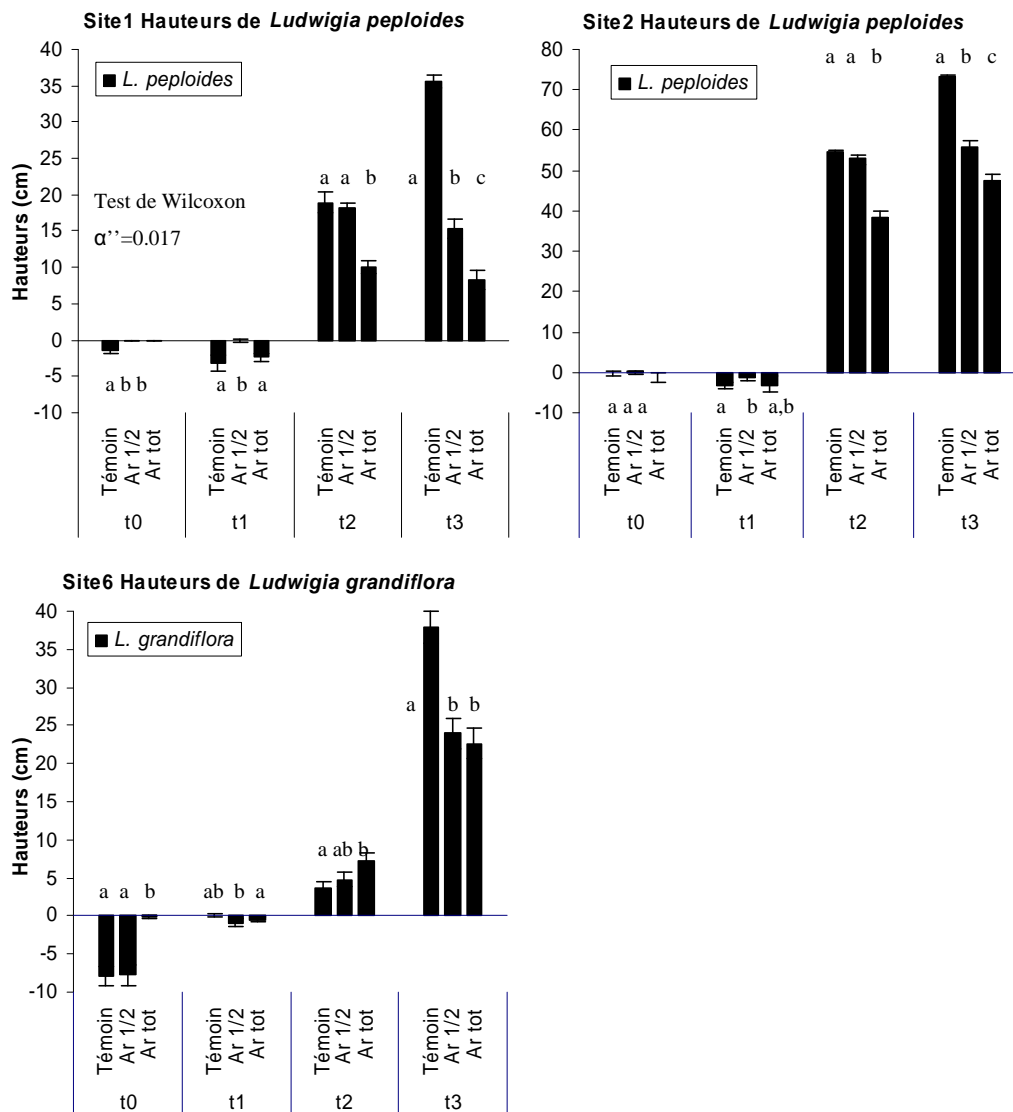 Site1 Hauteurs de Ludwigia peploides
Hauteurs (cm)
40
35
30
25
20
15
10
5
0
-5
-10
L. peploides
Test de Wilcoxon
α’’=0.017
a b b
a b a
a a b
a b c
Témoin
Ar 1/2
Ar tot
Témoin
Ar 1/2
Ar tot
Témoin
Ar 1/2
Ar tot
Témoin
Ar 1/2
Ar tot
t0 t1 t2 t3
Site2 Hauteurs de Ludwigia peploides
80
70
60
50
40
30
20
10
0
-10
L. peploides
a a a
a b a,b
a a b
a b c
Temoin
Ar 1/2
Ar tot
Temoin
Ar 1/2
Ar tot
Temoin
Ar 1/2
Ar tot
Temoin
Ar 1/2
Ar tot
t0 t1 t2 t3
Site6 Hauteurs de Ludwigia grandiflora
Hauteurs (cm)
40
35
30
25
20
15
10
5
0
-5
-10
L. grandiflora
a a b
ab b a
a ab b
a b b
Témoin
Ar 1/2
Ar tot
Témoin
Ar 1/2
Ar tot
Témoin
Ar 1/2
Ar tot
Témoin
Ar 1/2
Ar tot
t0 t1 t2 t3